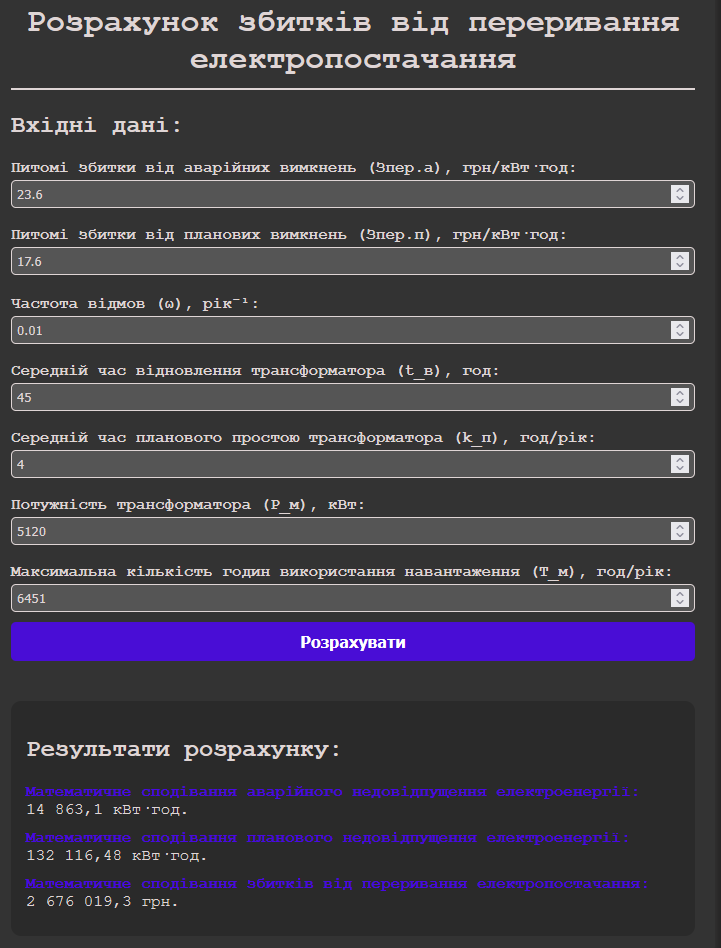 Розрахунок збитків від переривання
електропостачання
Вхідні дані:
Питомі збитки від аварійних вимкнень (Зпер.а), грн/кВт·год:
23.6
Питомі збитки від планових вимкнень (Зпер.п), грн/кВт·год:
17.6
Частота відмов (ω), рік⁻¹:
0.01
Середній час відновлення трансформатора (t_в), год:
45
Середній час планового простою трансформатора (k_п), год/рік:
4
Потужність трансформатора (P_м), кВт:
5120
Максимальна кількість годин використання навантаження (T_м), год/рік:
6451
Розрахувати
Результати розрахунку:
Математичне сподівання аварійного недовідпущення електроенергії:
14 863,1 кВт·год.
Математичне сподівання планового недовідпущення електроенергії:
132 116,48 кВт·год.
Математичне сподівання збитків від переривання електропостачання:
2 676 019,3 грн.